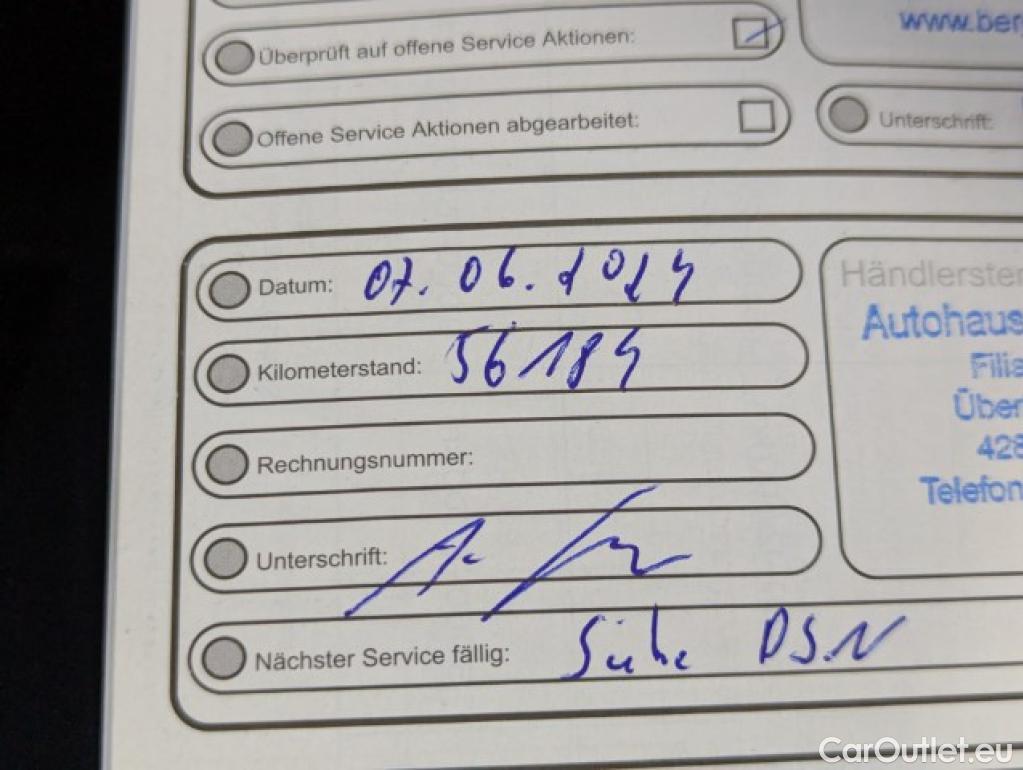 Überprüft auf offene Service Aktionen:
www.ber
Offene Service Aktionen abgearbeitet:
Unterschrift:
Datum: 07.06.2024
Händlerste
Kilometerstand: 56184
Autohaus
Filia
Über
Rechnungsnummer:
428
Telefon
Unterschrift:
Nächster Service fällig: Siehe DSN
CarOutlet.eu